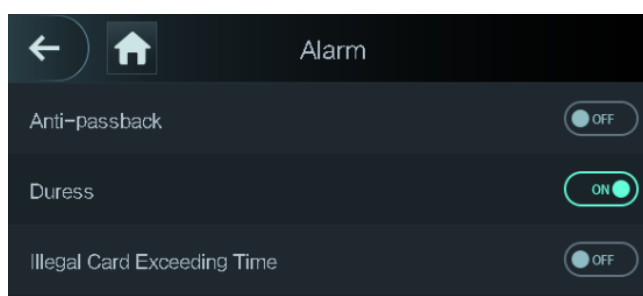 Alarm
Anti-passback OFF
Duress ON
Illegal Card Exceeding Time OFF